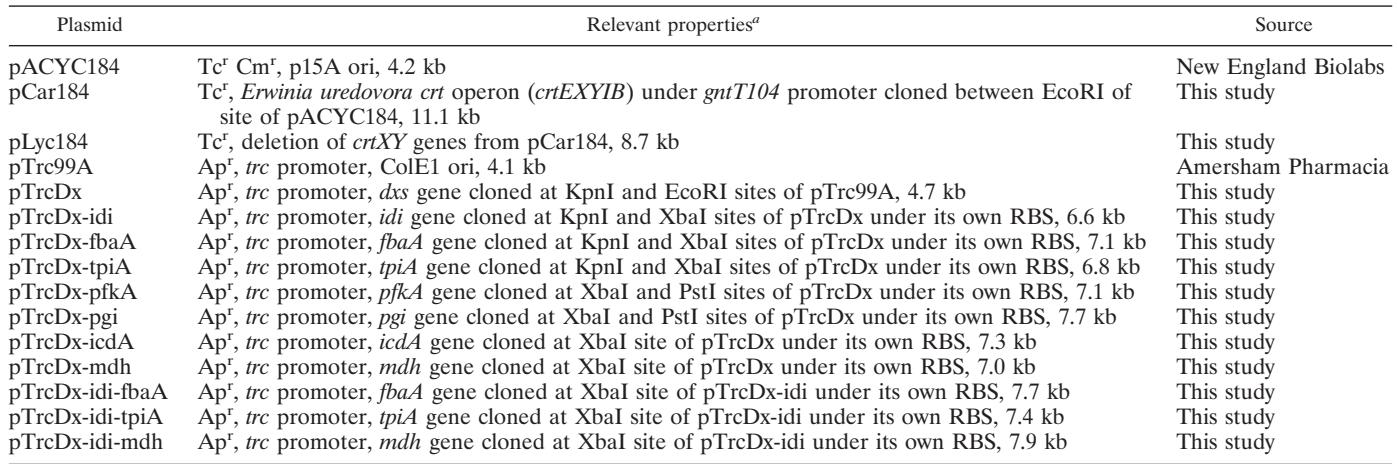 Plasmid Relevant properties^a Source
pACYC184 Tc^r Cm^r, p15A ori, 4.2 kb New England Biolabs
pCar184 Tc^r, Erwinia uredovora crt operon (crtEXYIB) under gntT104 promoter cloned between EcoRI of This study
site of pACYC184, 11.1 kb
pLyc184 Tc^r, deletion of crtXY genes from pCar184, 8.7 kb This study
pTrc99A Ap^r, trc promoter, ColE1 ori, 4.1 kb Amersham Pharmacia
pTrcDx Ap^r, trc promoter, dxs gene cloned at KpnI and EcoRI sites of pTrc99A, 4.7 kb This study
pTrcDx-idi Ap^r, trc promoter, idi gene cloned at KpnI and XbaI sites of pTrcDx under its own RBS, 6.6 kb This study
pTrcDx-fbaA Ap^r, trc promoter, fbaA gene cloned at KpnI and XbaI sites of pTrcDx under its own RBS, 7.1 kb This study
pTrcDx-tpiA Ap^r, trc promoter, tpiA gene cloned at KpnI and XbaI sites of pTrcDx under its own RBS, 6.8 kb This study
pTrcDx-pfkA Ap^r, trc promoter, pfkA gene cloned at XbaI and PstI sites of pTrcDx under its own RBS, 7.1 kb This study
pTrcDx-pgi Ap^r, trc promoter, pgi gene cloned at XbaI and PstI sites of pTrcDx under its own RBS, 7.7 kb This study
pTrcDx-icdA Ap^r, trc promoter, icdA gene cloned at XbaI site of pTrcDx under its own RBS, 7.3 kb This study
pTrcDx-mdh Ap^r, trc promoter, mdh gene cloned at XbaI site of pTrcDx under its own RBS, 7.0 kb This study
pTrcDx-idi-fbaA Ap^r, trc promoter, fbaA gene cloned at XbaI site of pTrcDx-idi under its own RBS, 7.7 kb This study
pTrcDx-idi-tpiA Ap^r, trc promoter, tpiA gene cloned at XbaI site of pTrcDx-idi under its own RBS, 7.4 kb This study
pTrcDx-idi-mdh Ap^r, trc promoter, mdh gene cloned at XbaI site of pTrcDx-idi under its own RBS, 7.9 kb This study